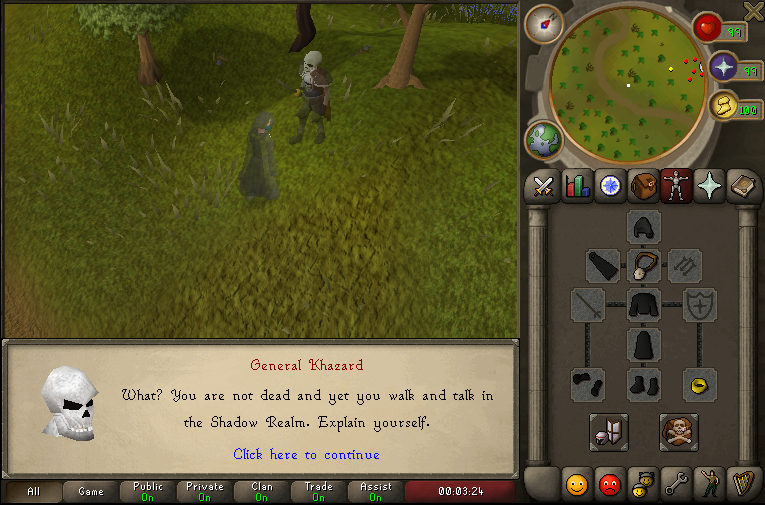 99
99
100
General Khazard
What? You are not dead and yet you walk and talk in
the Shadow Realm. Explain yourself.
Click here to continue
All
Game
Public
On
Private
On
Clan
On
Trade
On
Assist
On
00:03:24